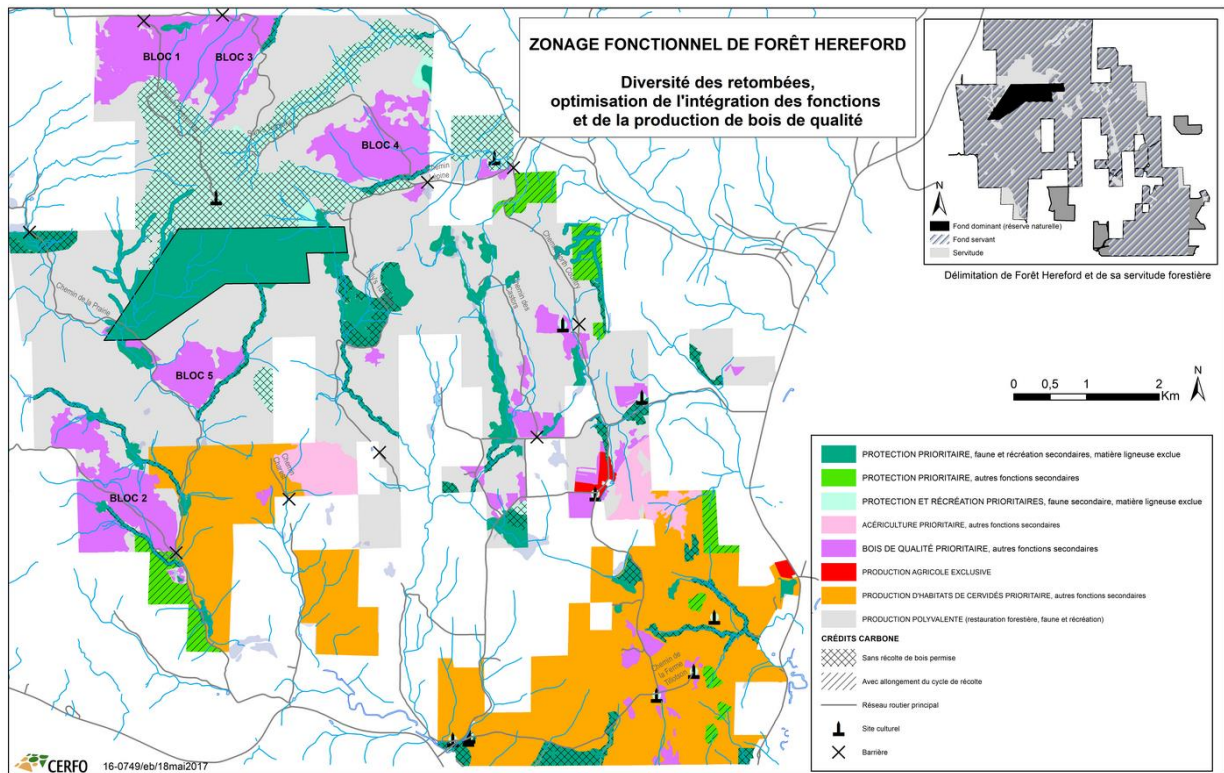 ZONAGE FONCTIONNEL DE FORÊT HEREFORD
Diversité des retombées,
optimisation de l'intégration des fonctions
et de la production de bois de qualité
BLOC 1
BLOC 3
BLOC 4
Chemin de la Prairie
Chemin des
BLOC 5
BLOC 2
Chemin de
la Ferme
Tillotson
N
Fond dominant (réserve naturelle)
Fond servant
Servitude
Délimitation de Forêt Hereford et de sa servitude forestière
0 0,5 1 2
Km
N
PROTECTION PRIORITAIRE, faune et récréation secondaires, matière ligneuse exclue
PROTECTION PRIORITAIRE, autres fonctions secondaires
PROTECTION ET RÉCRÉATION PRIORITAIRES, faune secondaire, matière ligneuse exclue
ACÉRICULTURE PRIORITAIRE, autres fonctions secondaires
BOIS DE QUALITÉ PRIORITAIRE, autres fonctions secondaires
PRODUCTION AGRICOLE EXCLUSIVE
PRODUCTION D'HABITATS DE CERVIDÉS PRIORITAIRE, autres fonctions secondaires
PRODUCTION POLYVALENTE (restauration forestière, faune et récréation)
CRÉDITS CARBONE
Sans récolte de bois permise
Avec allongement du cycle de récolte
Réseau routier principal
Site culturel
Barrière
CERFO
16-0749/eb/18mai2017